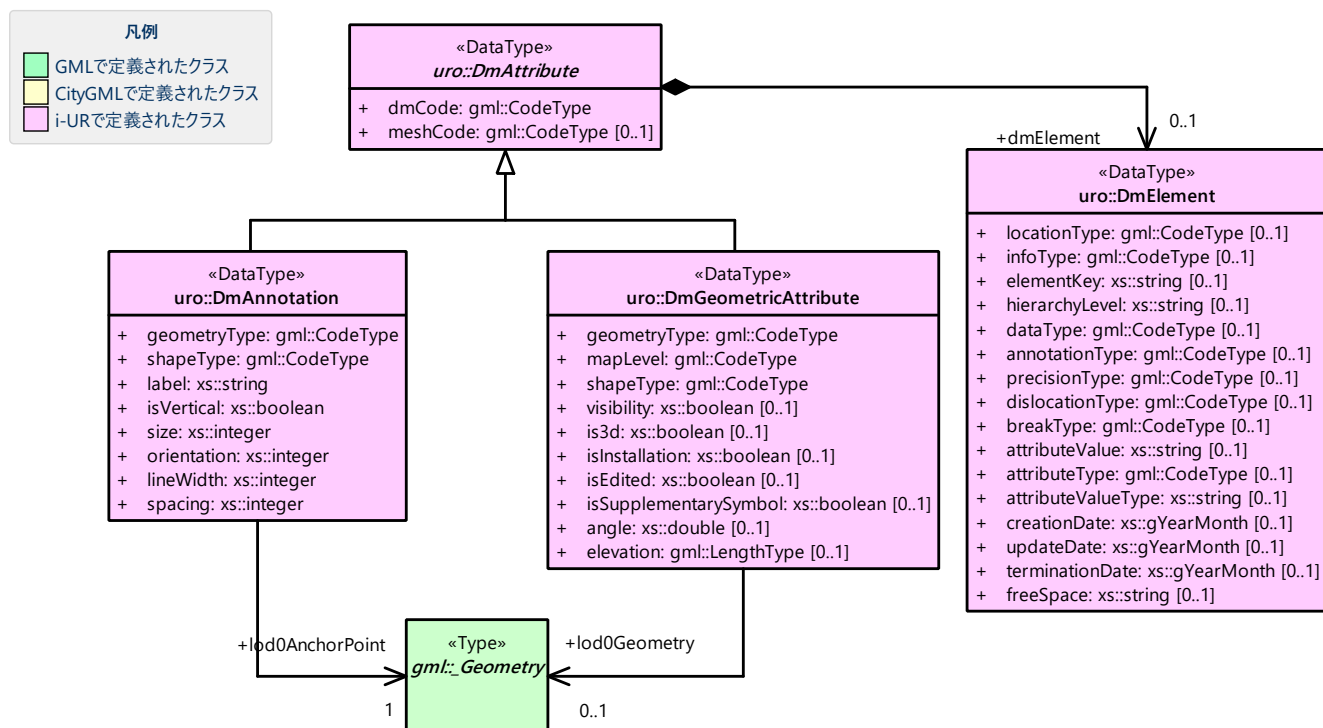 凡例
GMLで定義されたクラス
CityGMLで定義されたクラス
i-URで定義されたクラス
«DataType»
uro::DmAttribute
+ dmCode: gml::CodeType
+ meshCode: gml::CodeType [0..1]
0..1
+dmElement
«DataType»
uro::DmElement
+ locationType: gml::CodeType [0..1]
+ infoType: gml::CodeType [0..1]
+ elementKey: xs::string [0..1]
+ hierarchyLevel: xs::string [0..1]
+ dataType: gml::CodeType [0..1]
+ annotationType: gml::CodeType [0..1]
+ precisionType: gml::CodeType [0..1]
+ dislocationType: gml::CodeType [0..1]
+ breakType: gml::CodeType [0..1]
+ attributeValue: xs::string [0..1]
+ attributeType: gml::CodeType [0..1]
+ attributeValueType: xs::string [0..1]
+ creationDate: xs::gYearMonth [0..1]
+ updateDate: xs::gYearMonth [0..1]
+ terminationDate: xs::gYearMonth [0..1]
+ freeSpace: xs::string [0..1]
«DataType»
uro::DmAnnotation
+ geometryType: gml::CodeType
+ shapeType: gml::CodeType
+ label: xs::string
+ isVertical: xs::boolean
+ size: xs::integer
+ orientation: xs::integer
+ lineWidth: xs::integer
+ spacing: xs::integer
«DataType»
uro::DmGeometricAttribute
+ geometryType: gml::CodeType
+ mapLevel: gml::CodeType
+ shapeType: gml::CodeType
+ visibility: xs::boolean [0..1]
+ is3d: xs::boolean [0..1]
+ isInstallation: xs::boolean [0..1]
+ isEdited: xs::boolean [0..1]
+ isSupplementarySymbol: xs::boolean [0..1]
+ angle: xs::double [0..1]
+ elevation: gml::LengthType [0..1]
+lod0AnchorPoint
1
«Type»
gml::_Geometry
+lod0Geometry
0..1